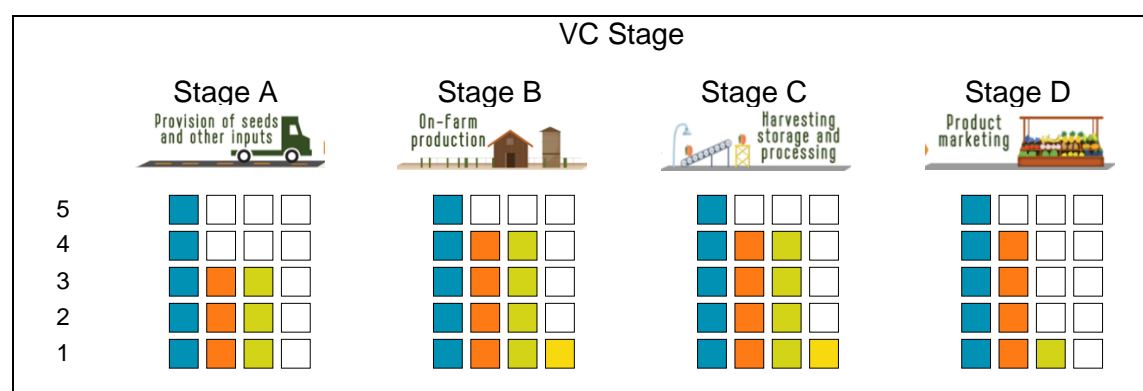 VC Stage
Stage A
Stage B
Stage C
Stage D
Provision of seeds
and other inputs
On-Farm
production
Harvesting
storage and
processing
Product
marketing
5
4
3
2
1